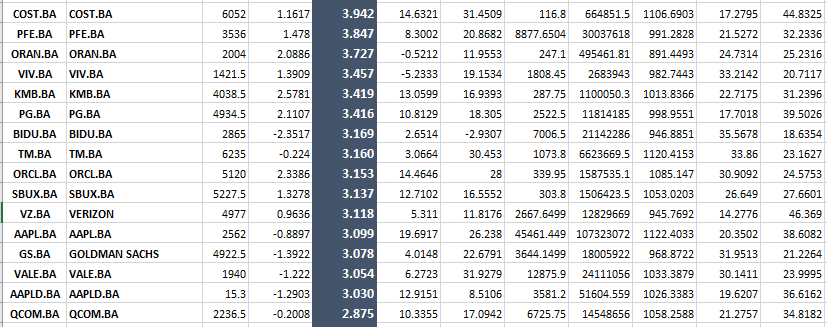 COST.BA COST.BA 6052 1.1617 3.942 14.6321 31.4509 116.8 664851.5 1106.6903 17.2795 44.8325
PFE.BA PFE.BA 3536 1.478 3.847 8.3002 20.8682 8877.6504 30037618 991.2828 21.5272 32.2336
ORAN.BA ORAN.BA 2004 2.0886 3.727 -0.5212 11.9553 247.1 495461.81 891.4493 24.7314 25.2316
VIV.BA VIV.BA 1421.5 1.3909 3.457 -5.2333 19.1534 1808.45 2683943 982.7443 33.2142 20.7117
KMB.BA KMB.BA 4038.5 2.5781 3.419 13.0599 16.9393 287.75 1100050.3 1013.8366 22.7175 31.2396
PG.BA PG.BA 4934.5 2.1107 3.416 10.8129 18.305 2522.5 11814185 998.9551 17.7018 39.5026
BIDU.BA BIDU.BA 2865 -2.3517 3.169 2.6514 -2.9307 7006.5 21142286 946.8851 35.5678 18.6354
TM.BA TM.BA 6235 -0.224 3.160 3.0664 30.453 1073.8 6623669.5 1120.4153 33.86 23.1627
ORCL.BA ORCL.BA 5120 2.3386 3.153 14.4646 28 339.95 1587535.1 1085.147 30.9092 24.5753
SBUX.BA SBUX.BA 5227.5 1.3278 3.137 12.7102 16.5552 303.8 1506423.5 1053.0203 26.649 27.6601
VZ.BA VERIZON 4977 0.9636 3.118 5.311 11.8176 2667.6499 12829669 945.7692 14.2776 46.369
AAPL.BA AAPL.BA 2562 -0.8897 3.099 19.6917 26.238 45461.449 107323072 1122.4033 20.3502 38.6082
GS.BA GOLDMAN SACHS 4922.5 -1.3922 3.078 4.0148 22.6791 3644.1499 18005922 968.8722 31.9513 21.2264
VALE.BA VALE.BA 1940 -1.222 3.054 6.2723 31.9279 12875.9 24111056 1033.3879 30.1411 23.9995
AAPLD.BA AAPLD.BA 15.3 -1.2903 3.030 12.9151 8.5106 3581.2 51604.559 1026.3383 19.6207 36.6162
QCOM.BA QCOM.BA 2236.5 -0.2008 2.875 10.3355 17.0942 6725.75 14548656 1058.2588 21.2757 34.8182